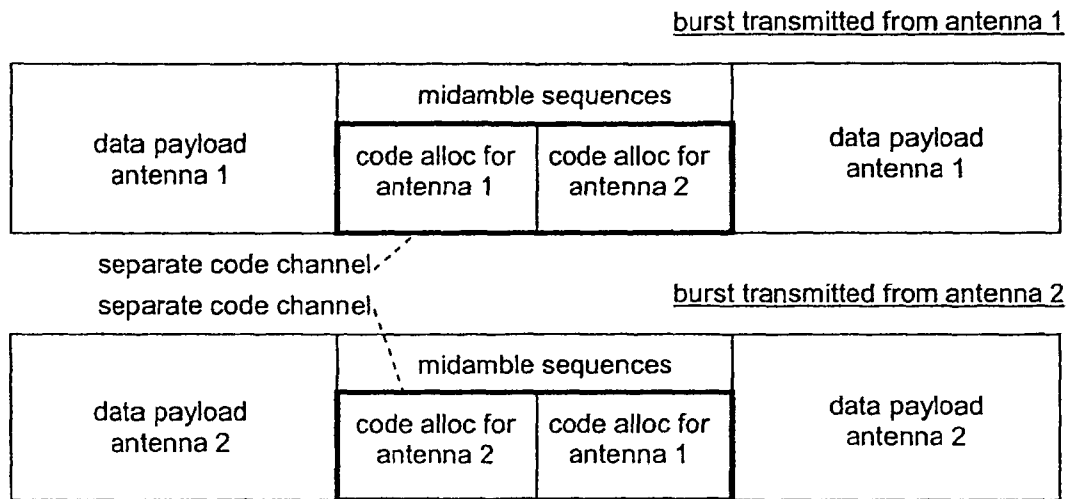 burst transmitted from antenna 1
midamble sequences
data payload
antenna 1
code alloc for
antenna 1
code alloc for
antenna 2
data payload
antenna 1
separate code channel
separate code channel
burst transmitted from antenna 2
midamble sequences
data payload
antenna 2
code alloc for
antenna 2
code alloc for
antenna 1
data payload
antenna 2